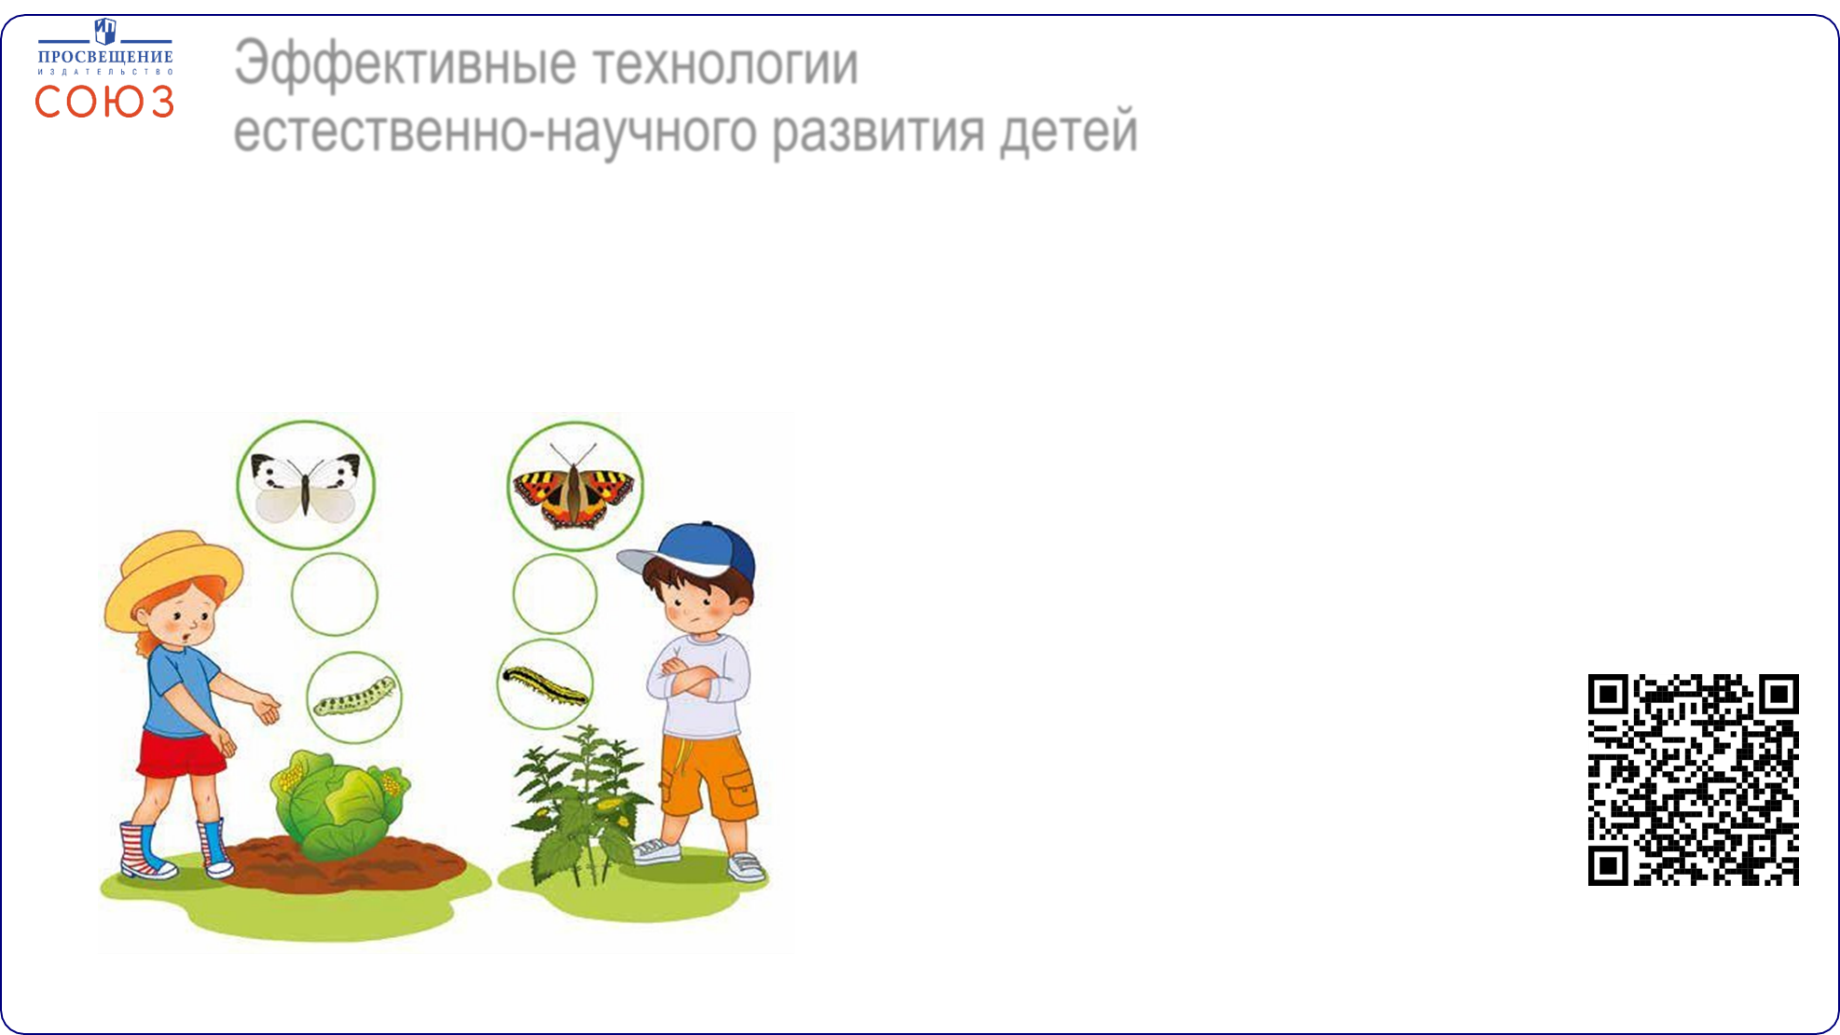 ПРОСВЕЩЕНИЕ
ИЗДАТЕЛЬСТВО
СОЮЗ
Эффективные технологии
естественно-научного развития детей